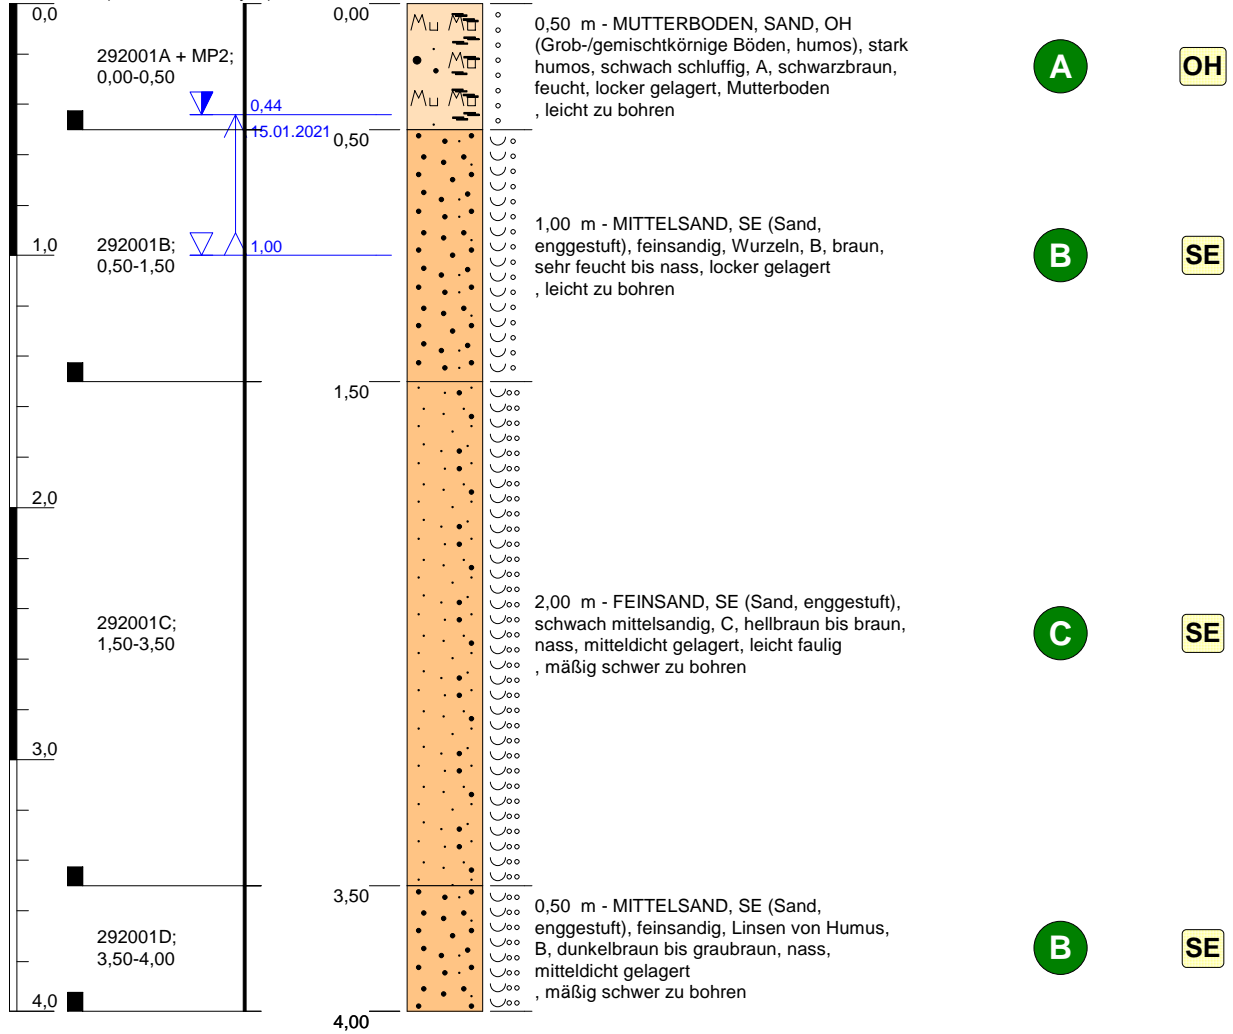 0,0
0,00
292001A + MP2;
0,00-0,50
0,44
15.01.2021
0,50 m - MUTTERBODEN, SAND, OH
(Grob-/gemischtkörnige Böden, humos), stark
humos, schwach schluffig, A, schwarzbraun,
feucht, locker gelagert, Mutterboden
, leicht zu bohren
A
OH
0,50
1,0
292001B;
0,50-1,50
1,00
1,00 m - MITTELSAND, SE (Sand,
enggestuft), feinsandig, Wurzeln, B, braun,
sehr feucht bis nass, locker gelagert
, leicht zu bohren
B
SE
1,50
2,0
292001C;
1,50-3,50
2,00 m - FEINSAND, SE (Sand, enggestuft),
schwach mittelsandig, C, hellbraun bis braun,
nass, mitteldicht gelagert, leicht faulig
, mäßig schwer zu bohren
C
SE
3,0
3,50
292001D;
3,50-4,00
0,50 m - MITTELSAND, SE (Sand,
enggestuft), feinsandig, Linsen von Humus,
B, dunkelbraun bis graubraun, nass,
mitteldicht gelagert
, mäßig schwer zu bohren
B
SE
4,0
4,00